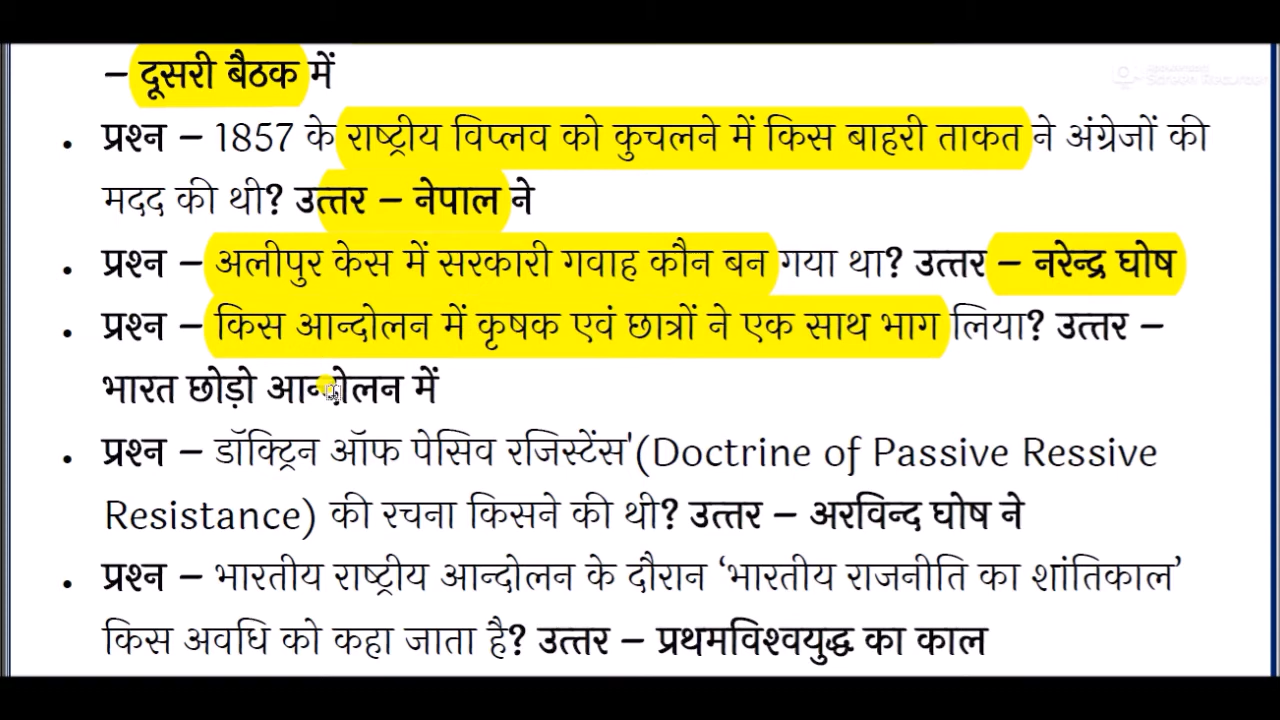 – दूसरी बैठक में
• प्रश्न – 1857 के राष्ट्रीय विप्लव को कुचलने में किस बाहरी ताकत ने अंग्रेजों की
मदद की थी? उत्तर – नेपाल ने
• प्रश्न – अलीपुर केस में सरकारी गवाह कौन बन गया था? उत्तर – नरेन्द्र घोष
• प्रश्न – किस आन्दोलन में कृषक एवं छात्रों ने एक साथ भाग लिया? उत्तर –
भारत छोड़ो आन्दोलन में
• प्रश्न – डॉक्ट्रिन ऑफ पेसिव रजिस्टेंस'(Doctrine of Passive Ressive
Resistance) की रचना किसने की थी? उत्तर – अरविन्द घोष ने
• प्रश्न – भारतीय राष्ट्रीय आन्दोलन के दौरान ‘भारतीय राजनीति का शांतिकाल’
किस अवधि को कहा जाता है? उत्तर – प्रथमविश्वयुद्ध का काल